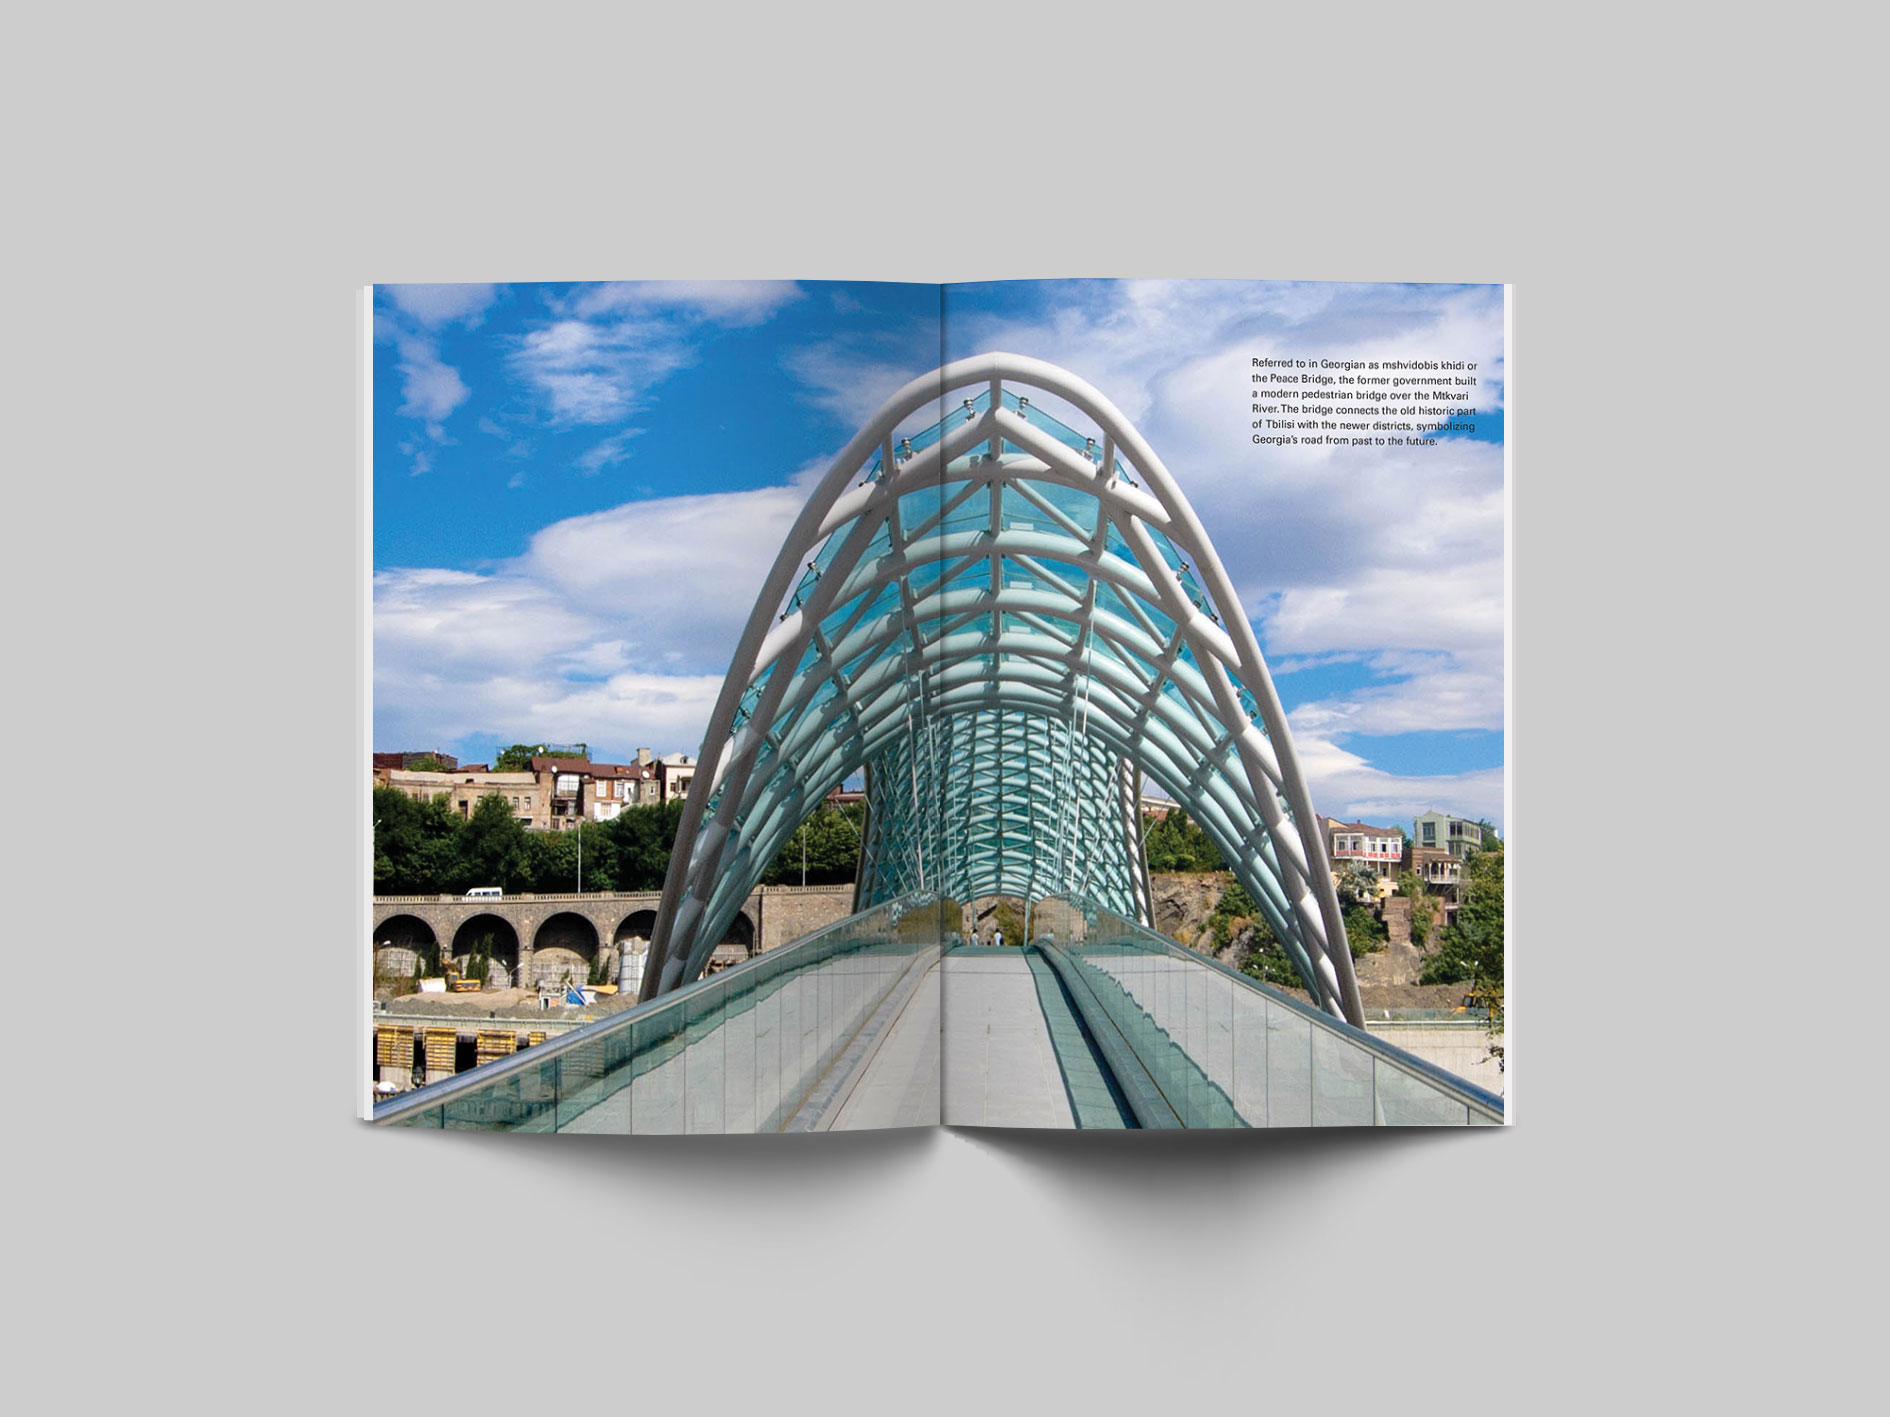 Referred to in Georgian as mshvidobis khidi or
the Peace Bridge, the former government built
a modern pedestrian bridge over the Mtkvari
River. The bridge connects the old historic part
of Tbilisi with the newer districts, symbolizing
Georgia's road from past to the future.